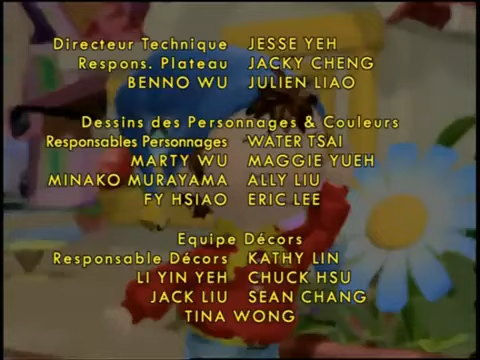 Directeur Technique JESSE YEH
Respons. Plateau JACKY CHENG
BENNO WU JULIEN LIAO
Dessins des Personnages & Couleurs
Responsables Personnages WATER TSAI
MARTY WU MAGGIE YUEH
MINAKO MURAYAMA ALLY LIU
FY HSIAO ERIC LEE
Equipe Décors
Responsable Décors KATHY LIN
LI YIN YEH CHUCK HSU
JACK LIU SEAN CHANG
TINA WONG